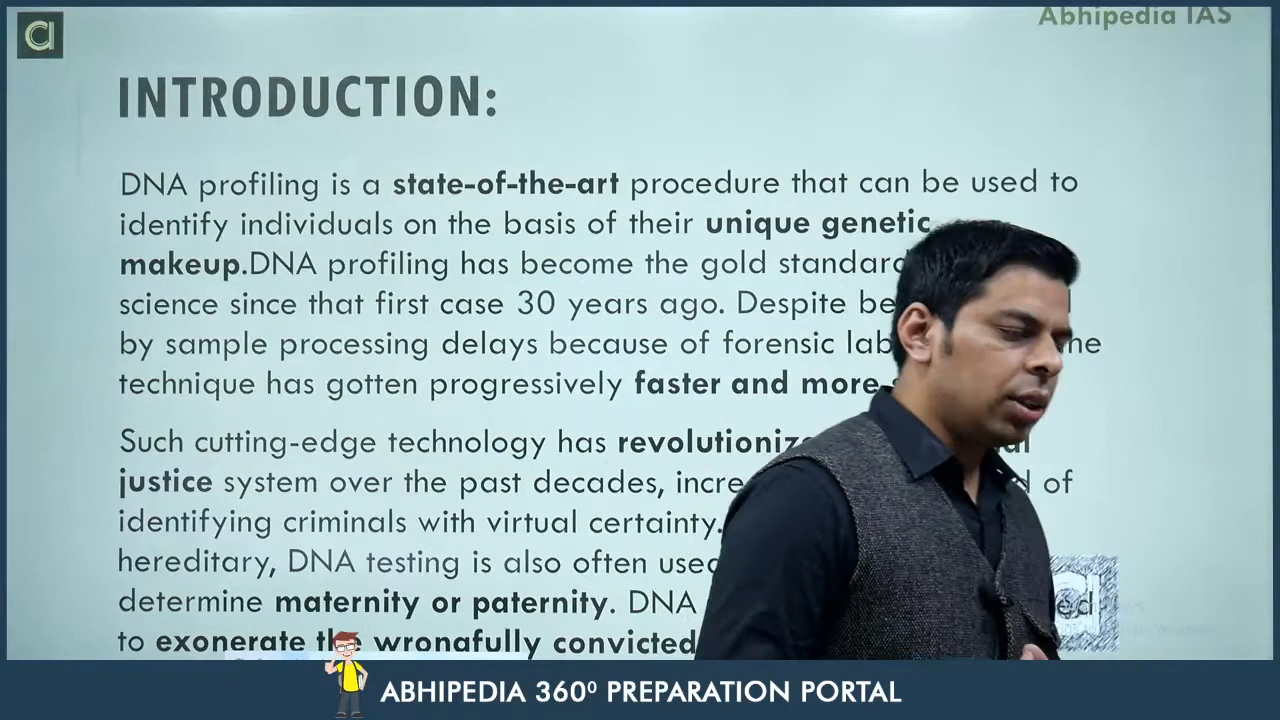 Abhipedia IAS
INTRODUCTION:
DNA profiling is a state-of-the-art procedure that can be used to
identify individuals on the basis of their unique genetic
makeup.DNA profiling has become the gold standard
science since that first case 30 years ago. Despite
by sample processing delays because of forensic
technique has gotten progressively faster and more
Such cutting-edge technology has
justice system over the past decades, of
identifying criminals with virtual certainty.
hereditary, DNA testing is also often used
determine maternity or paternity. DNA
to exonerate the wronafully convicted
ABHIPEDIA 360⁰ PREPARATION PORTAL